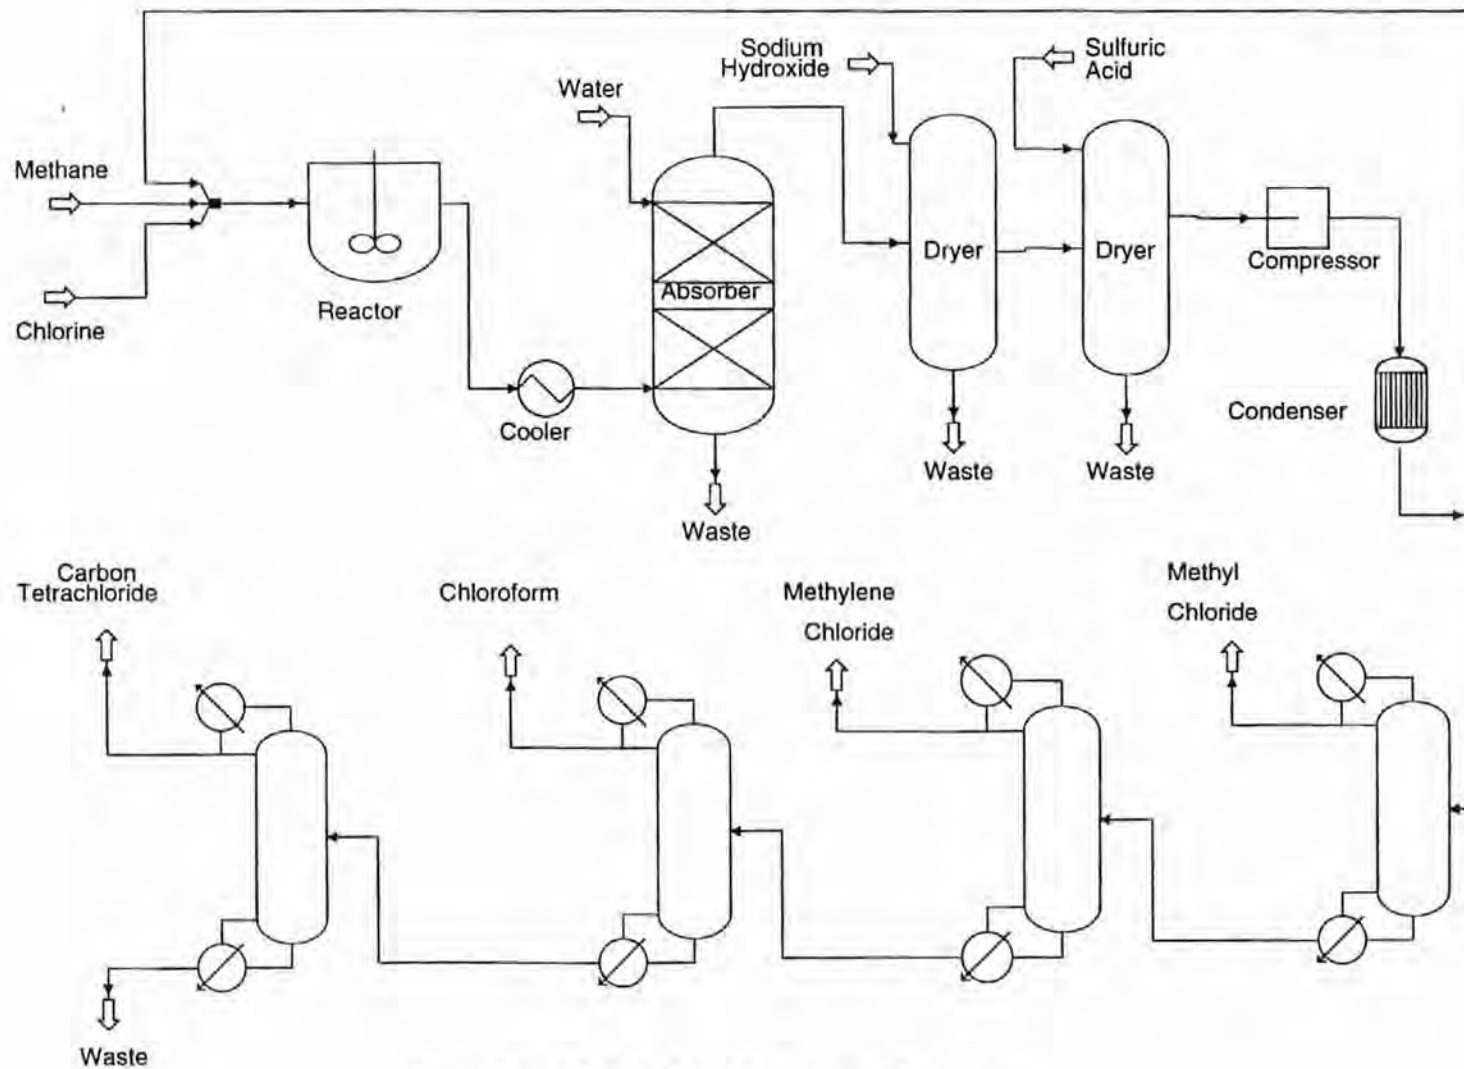 Sodium
Hydroxide
Sulfuric
Acid
Water
Methane
Chlorine
Reactor
Cooler
Absorber
Dryer
Dryer
Compressor
Condenser
Waste
Waste
Waste
Carbon
Tetrachloride
Chloroform
Methylene
Chloride
Methyl
Chloride
Waste